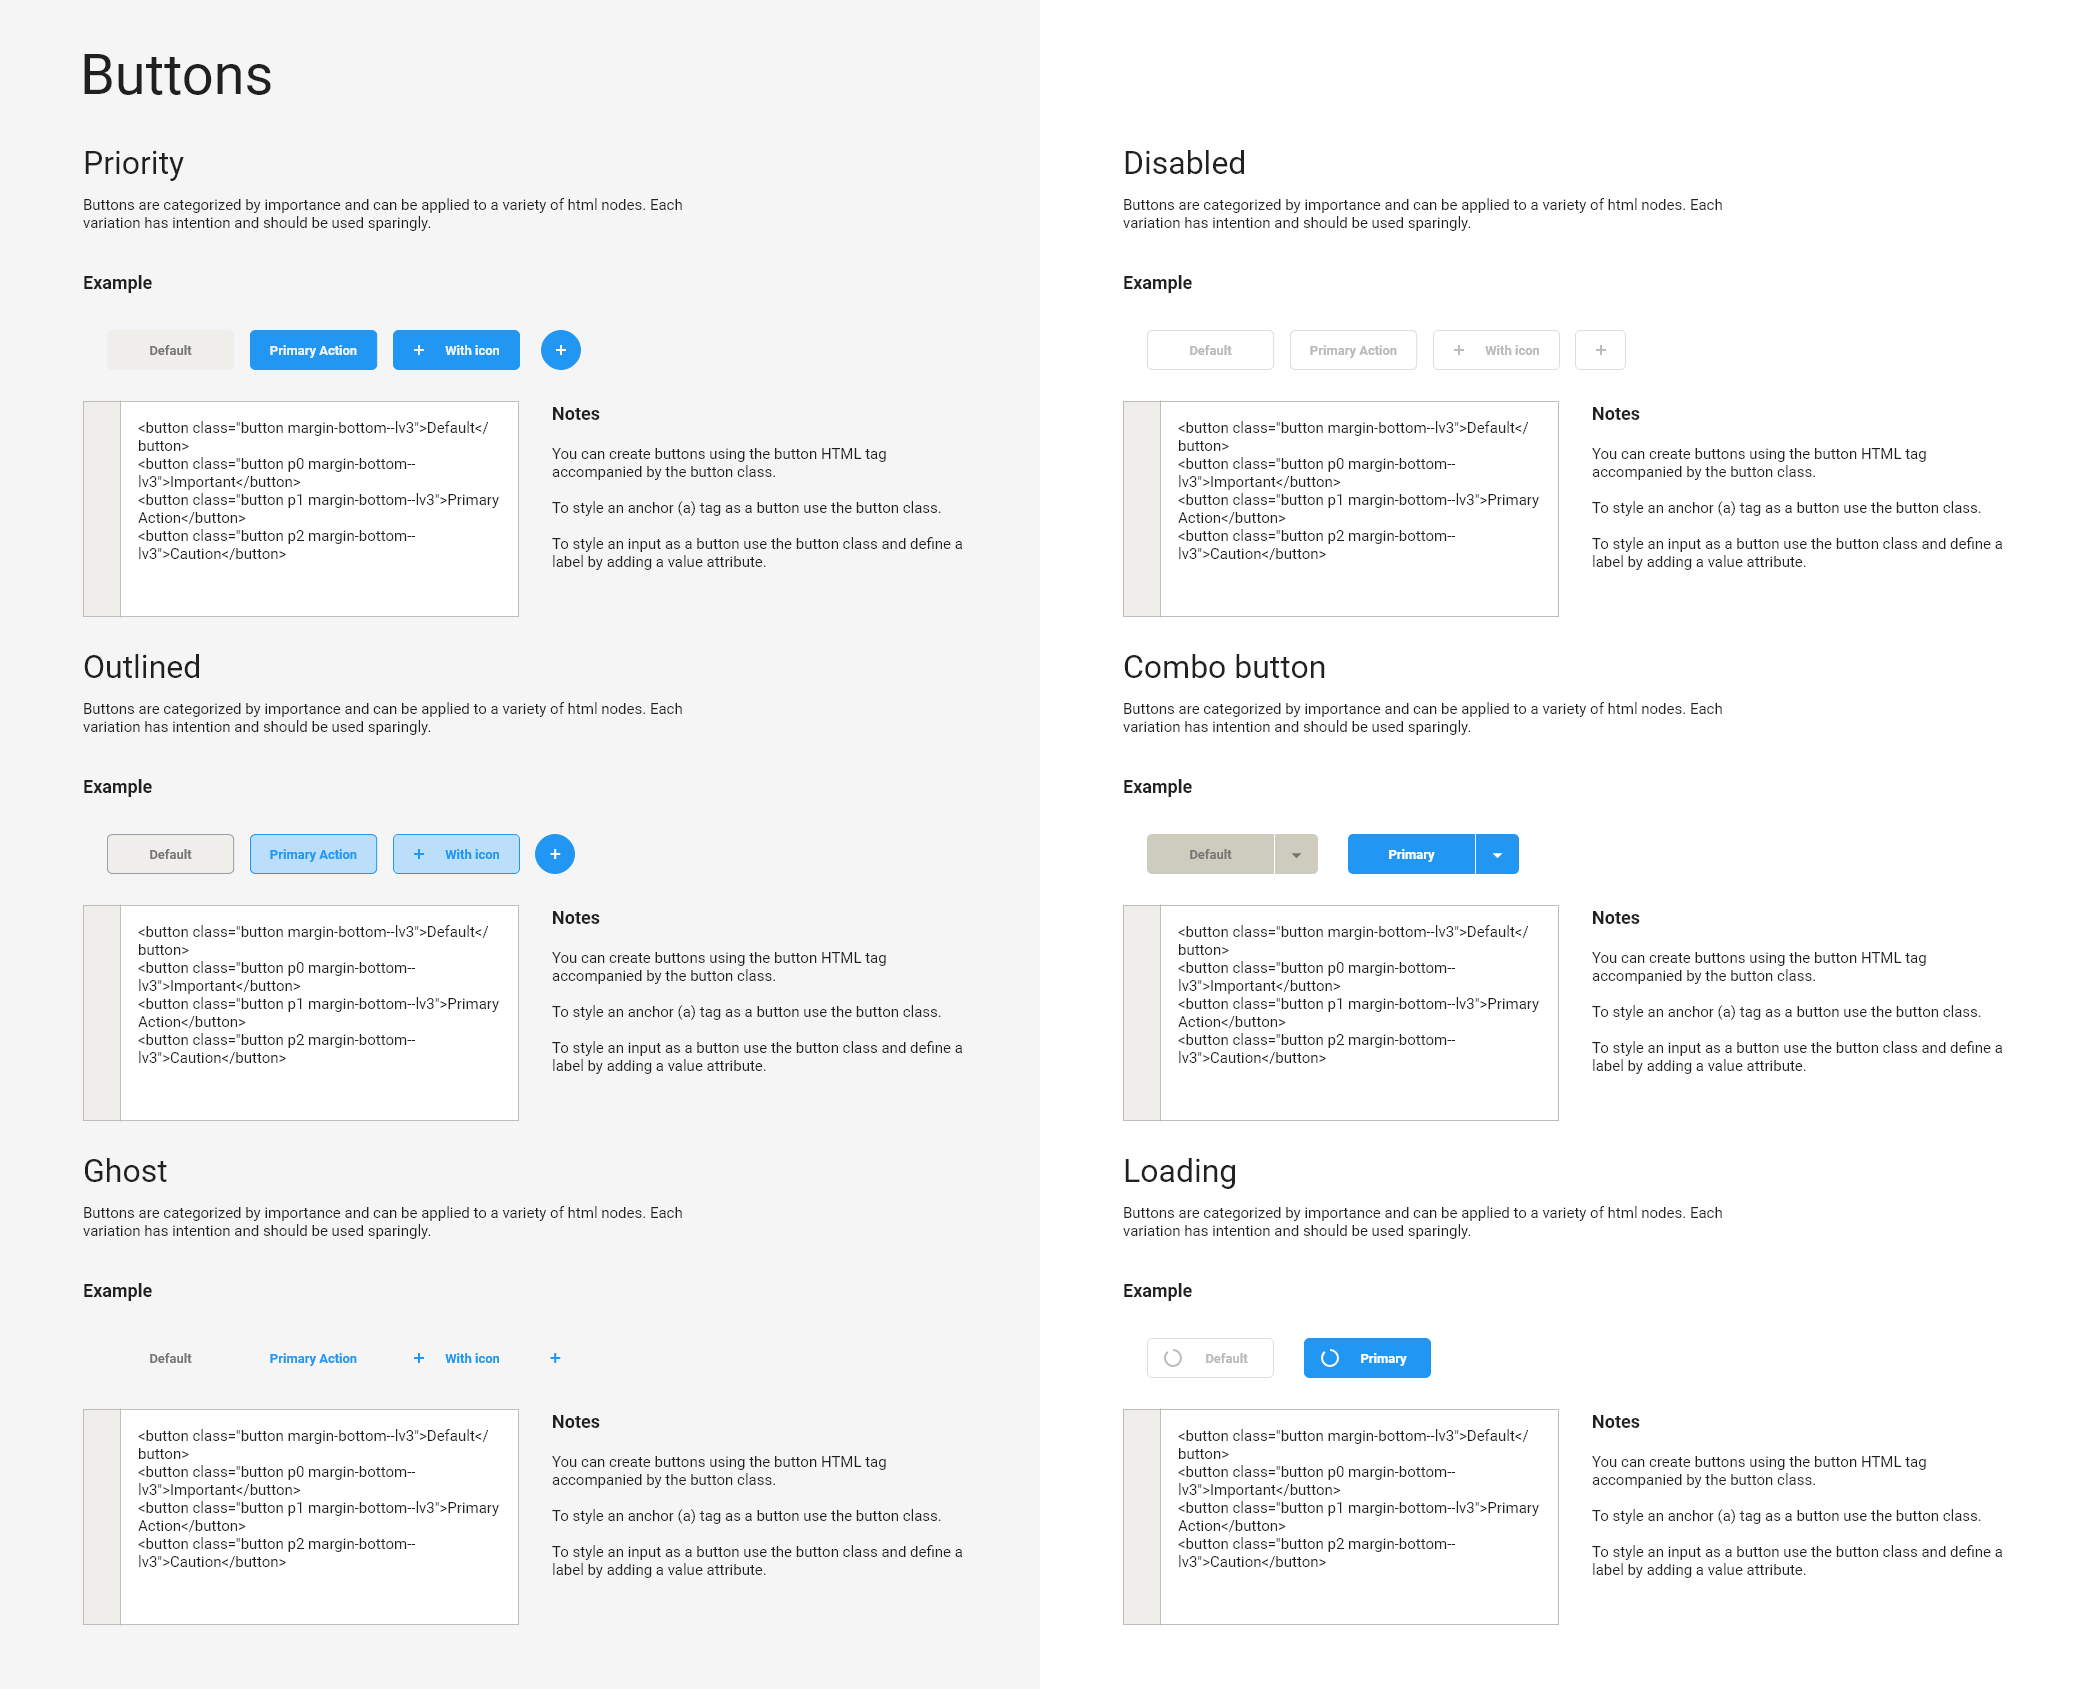 Buttons
Priority
Buttons are categorized by importance and can be applied to a variety of html nodes. Each
variation has intention and should be used sparingly.
Example
Default
Primary Action
+ With icon
+
<button class="button margin-bottom--lv3">Default</
button>
<button class="button p0 margin-bottom--
lv3">Important</button>
<button class="button p1 margin-bottom--lv3">Primary
Action</button>
<button class="button p2 margin-bottom--
lv3">Caution</button>
Notes
You can create buttons using the button HTML tag
accompanied by the button class.
To style an anchor (a) tag as a button use the button class.
To style an input as a button use the button class and define a
label by adding a value attribute.
Outlined
Buttons are categorized by importance and can be applied to a variety of html nodes. Each
variation has intention and should be used sparingly.
Example
Default
Primary Action
+ With icon
+
<button class="button margin-bottom--lv3">Default</
button>
<button class="button p0 margin-bottom--
lv3">Important</button>
<button class="button p1 margin-bottom--lv3">Primary
Action</button>
<button class="button p2 margin-bottom--
lv3">Caution</button>
Notes
You can create buttons using the button HTML tag
accompanied by the button class.
To style an anchor (a) tag as a button use the button class.
To style an input as a button use the button class and define a
label by adding a value attribute.
Ghost
Buttons are categorized by importance and can be applied to a variety of html nodes. Each
variation has intention and should be used sparingly.
Example
Default
Primary Action
+ With icon
+
<button class="button margin-bottom--lv3">Default</
button>
<button class="button p0 margin-bottom--
lv3">Important</button>
<button class="button p1 margin-bottom--lv3">Primary
Action</button>
<button class="button p2 margin-bottom--
lv3">Caution</button>
Notes
You can create buttons using the button HTML tag
accompanied by the button class.
To style an anchor (a) tag as a button use the button class.
To style an input as a button use the button class and define a
label by adding a value attribute.
Disabled
Buttons are categorized by importance and can be applied to a variety of html nodes. Each
variation has intention and should be used sparingly.
Example
Default
Primary Action
+ With icon
+
<button class="button margin-bottom--lv3">Default</
button>
<button class="button p0 margin-bottom--
lv3">Important</button>
<button class="button p1 margin-bottom--lv3">Primary
Action</button>
<button class="button p2 margin-bottom--
lv3">Caution</button>
Notes
You can create buttons using the button HTML tag
accompanied by the button class.
To style an anchor (a) tag as a button use the button class.
To style an input as a button use the button class and define a
label by adding a value attribute.
Combo button
Buttons are categorized by importance and can be applied to a variety of html nodes. Each
variation has intention and should be used sparingly.
Example
Default
Primary
<button class="button margin-bottom--lv3">Default</
button>
<button class="button p0 margin-bottom--
lv3">Important</button>
<button class="button p1 margin-bottom--lv3">Primary
Action</button>
<button class="button p2 margin-bottom--
lv3">Caution</button>
Notes
You can create buttons using the button HTML tag
accompanied by the button class.
To style an anchor (a) tag as a button use the button class.
To style an input as a button use the button class and define a
label by adding a value attribute.
Loading
Buttons are categorized by importance and can be applied to a variety of html nodes. Each
variation has intention and should be used sparingly.
Example
Default
Primary
<button class="button margin-bottom--lv3">Default</
button>
<button class="button p0 margin-bottom--
lv3">Important</button>
<button class="button p1 margin-bottom--lv3">Primary
Action</button>
<button class="button p2 margin-bottom--
lv3">Caution</button>
Notes
You can create buttons using the button HTML tag
accompanied by the button class.
To style an anchor (a) tag as a button use the button class.
To style an input as a button use the button class and define a
label by adding a value attribute.